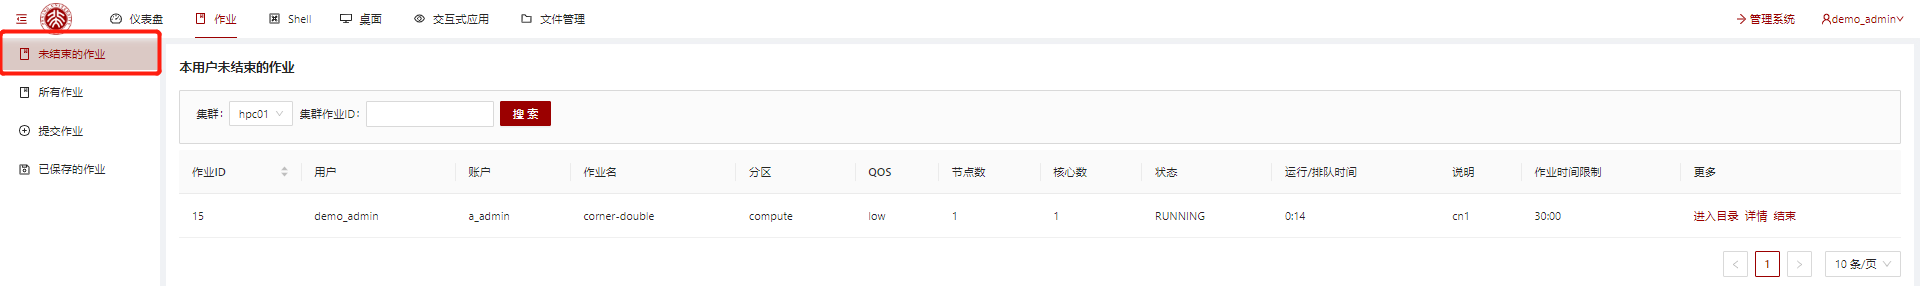 仪表盘 作业 Shell 桌面 交互式应用 文件管理 管理系统 demo_admin
未结束的作业
所有作业
提交作业
已保存的作业
本用户未结束的作业
集群: hpc01 集群作业ID: 搜 索
作业ID 用户 账户 作业名 分区 QOS 节点数 核心数 状态 运行/排队时间 说明 作业时间限制 更多
15 demo_admin a_admin corner-double compute low 1 1 RUNNING 0:14 cn1 30:00 进入目录 详情 结束
< 1 > 10 条/页